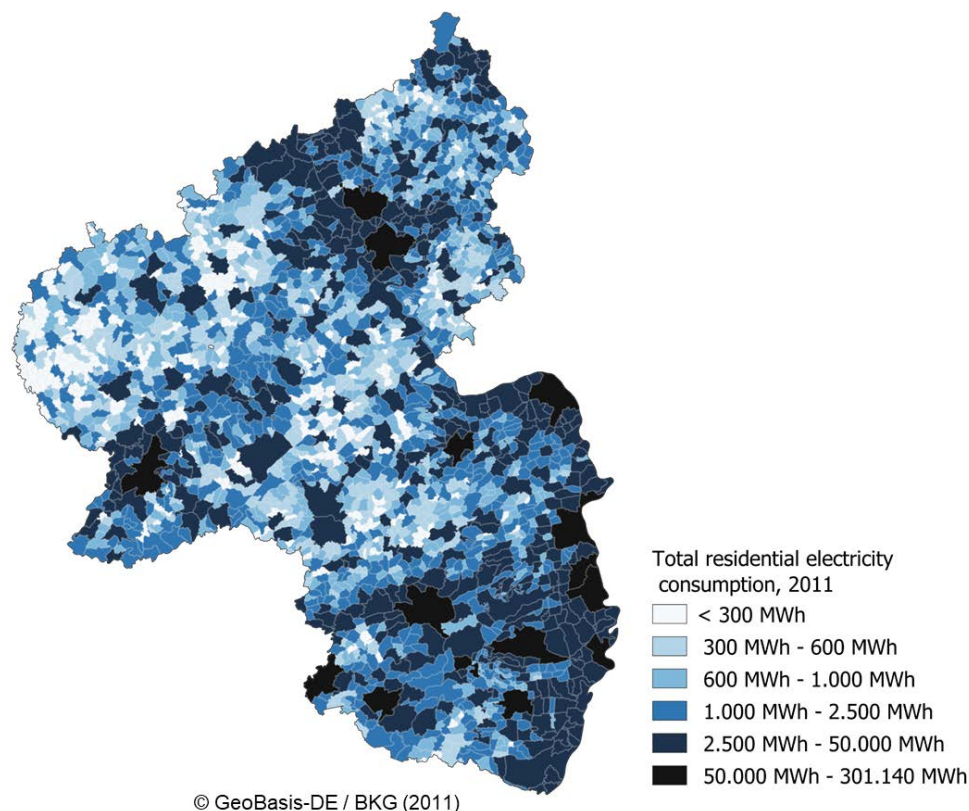 Total residential electricity
consumption, 2011
< 300 MWh
300 MWh - 600 MWh
600 MWh - 1.000 MWh
1.000 MWh - 2.500 MWh
2.500 MWh - 50.000 MWh
50.000 MWh - 301.140 MWh
© GeoBasis-DE / BKG (2011)